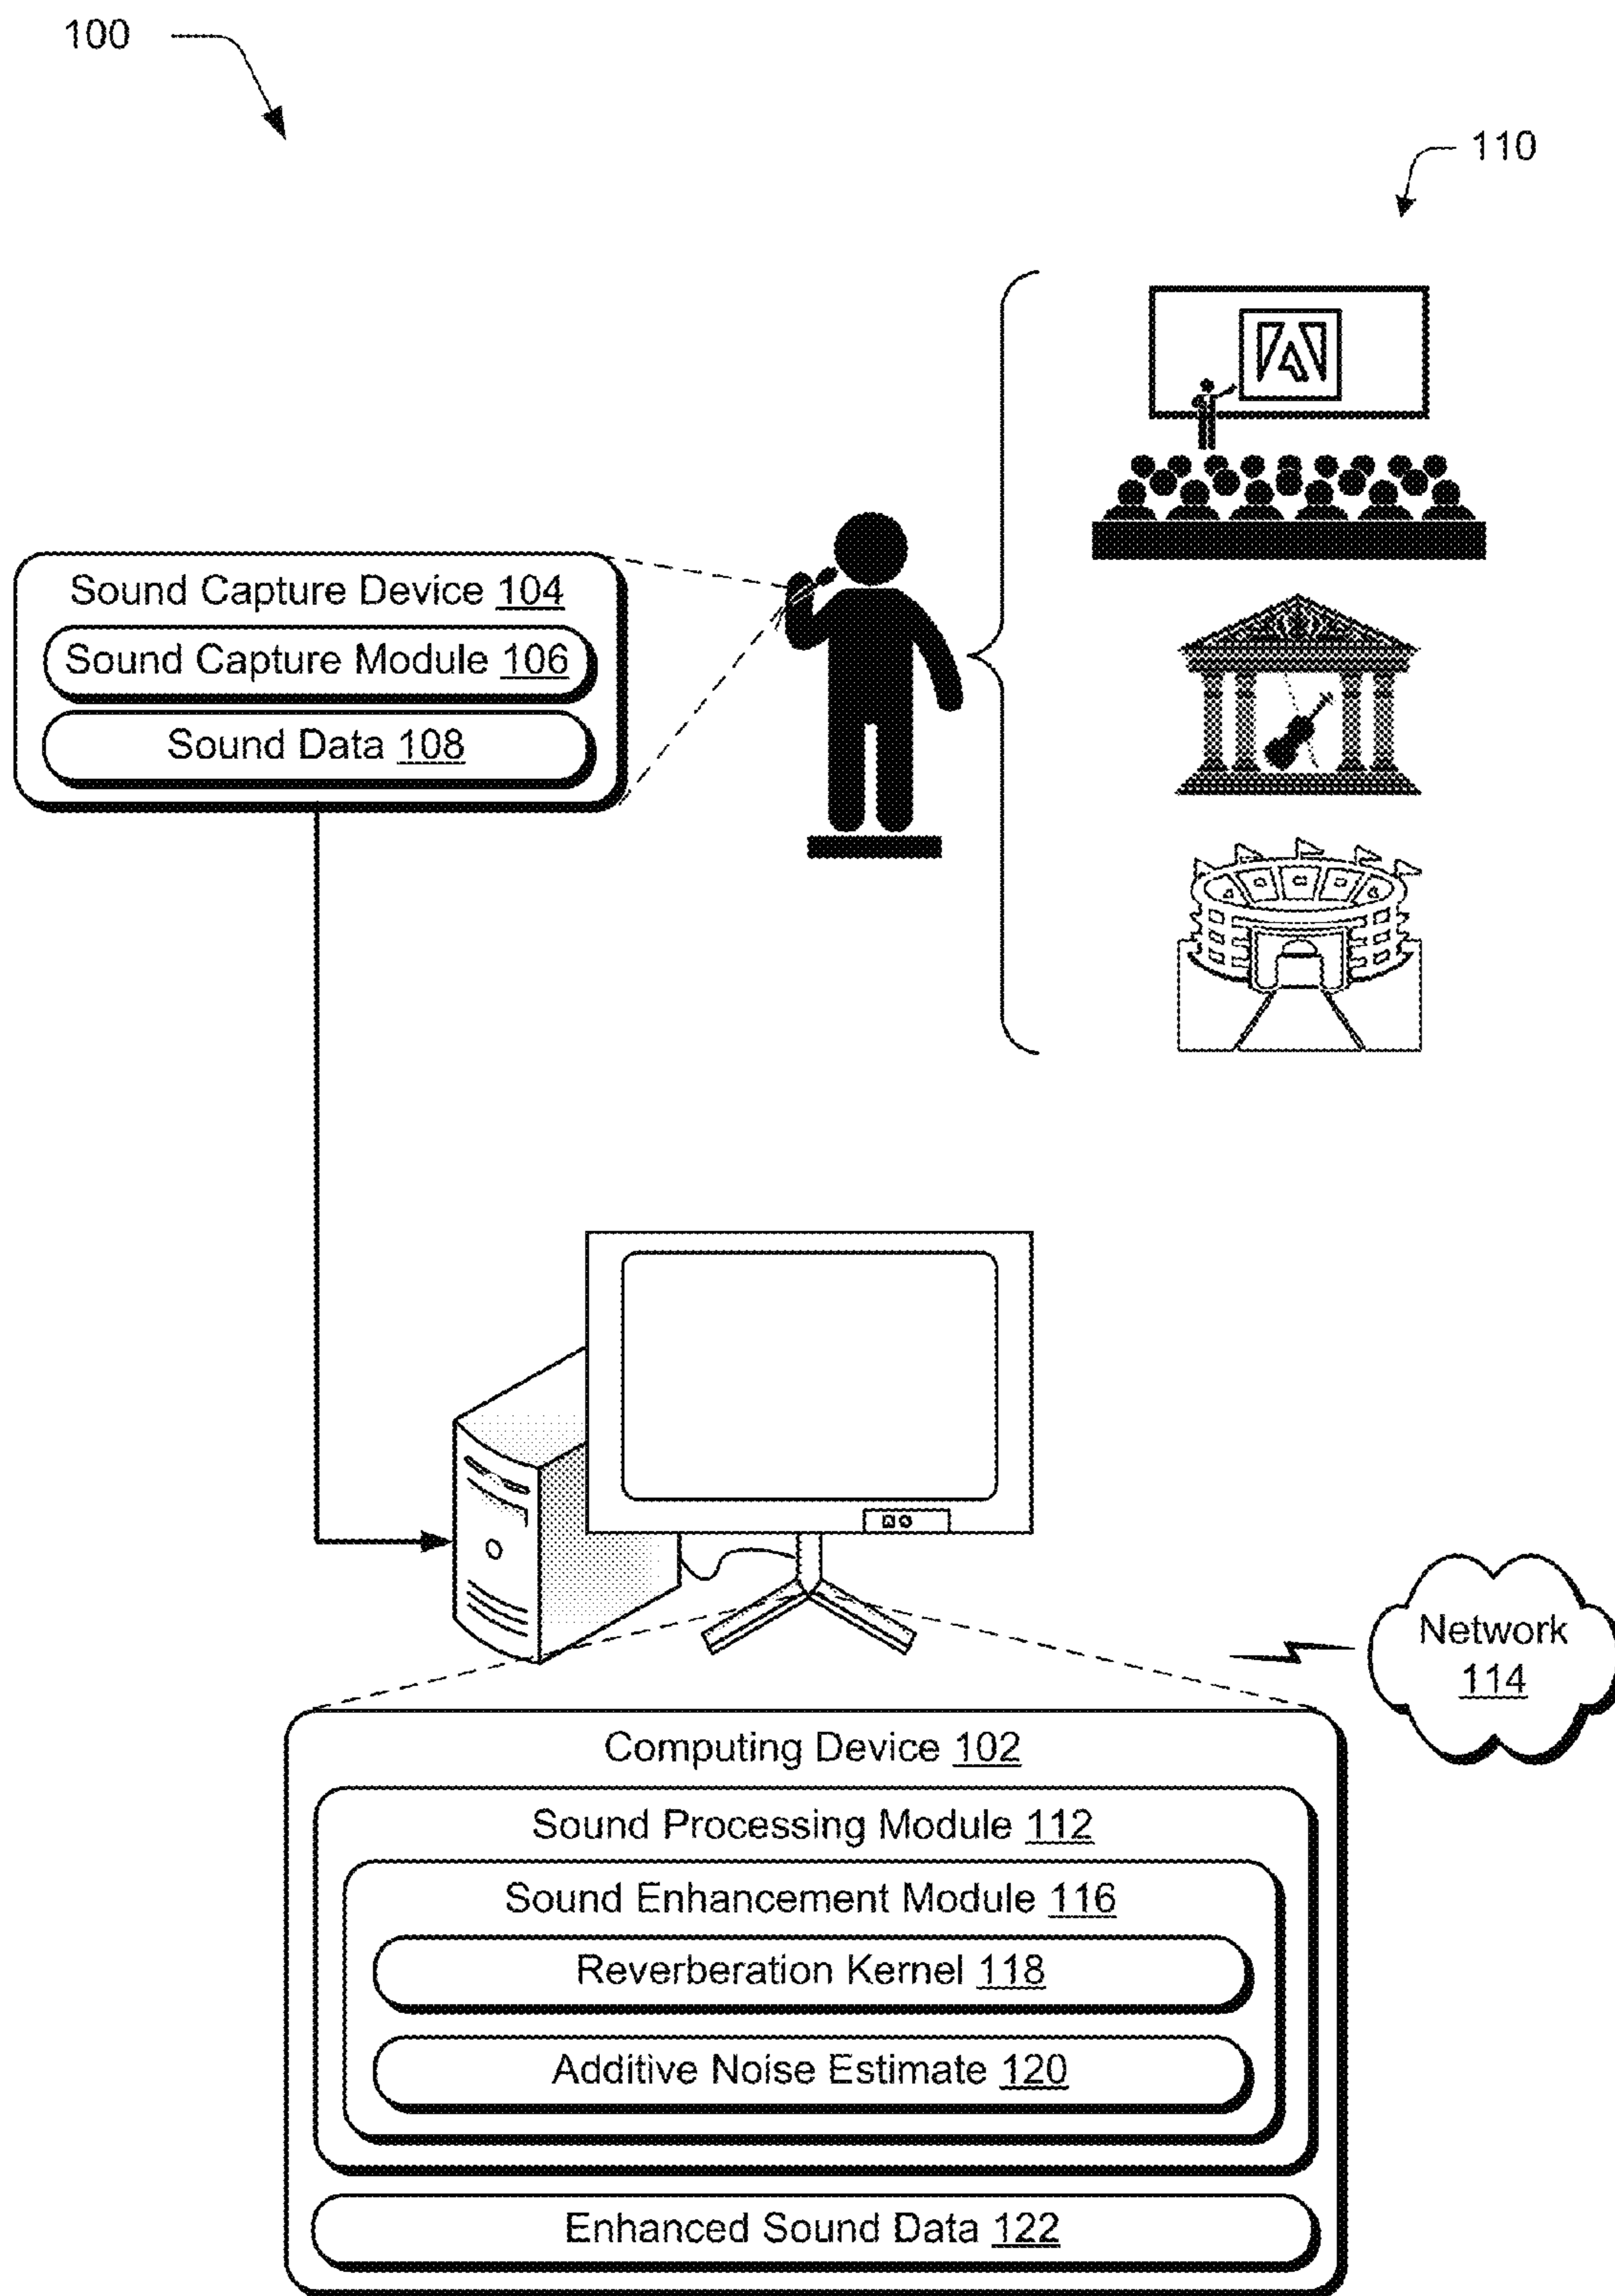 100
110
Sound Capture Device 104
Sound Capture Module 106
Sound Data 108
Network
114
Computing Device 102
Sound Processing Module 112
Sound Enhancement Module 116
Reverberation Kernel 118
Additive Noise Estimate 120
Enhanced Sound Data 122